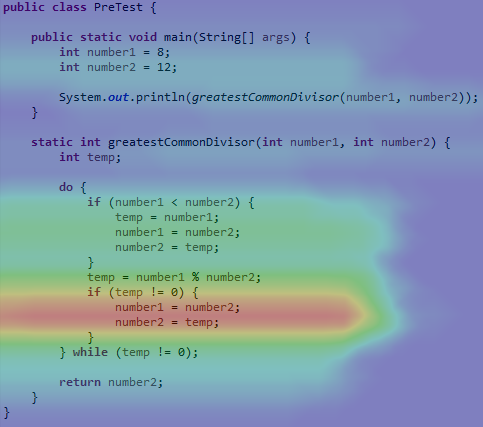 public class PreTest {
public static void main(String[] args) {
int number1 = 8;
int number2 = 12;
System.out.println(greatestCommonDivisor(number1, number2));
}
static int greatestCommonDivisor(int number1, int number2) {
int temp;
do {
if (number1 < number2) {
temp = number1;
number1 = number2;
number2 = temp;
}
temp = number1 % number2;
if (temp != 0) {
number1 = number2;
number2 = temp;
}
} while (temp != 0);
return number2;
}
}